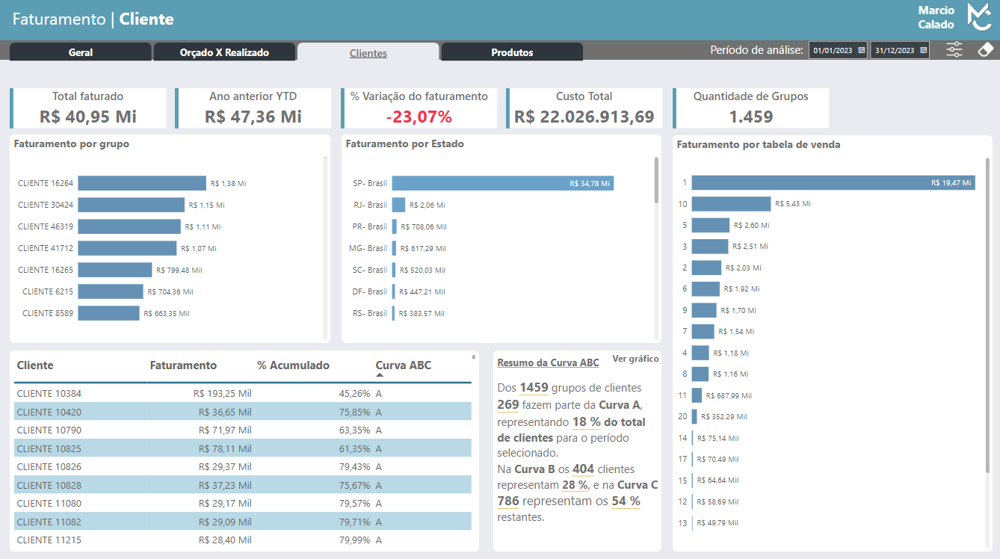 Faturamento | Cliente
Marcio
Calado
Geral
Orçado X Realizado
Clientes
Produtos
Período de análise:
01/01/2023
31/12/2023
Total faturado
R$ 40,95 Mi
Ano anterior YTD
R$ 47,36 Mi
% Variação do faturamento
-23,07%
Custo Total
R$ 22.026.913,69
Quantidade de Grupos
1.459
Faturamento por grupo
CLIENTE 16264 R$ 1,38 Mi
CLIENTE 30424 R$ 1,15 Mi
CLIENTE 46319 R$ 1,11 Mi
CLIENTE 41712 R$ 1,07 Mi
CLIENTE 16265 R$ 799,48 Mil
CLIENTE 6215 R$ 704,36 Mil
CLIENTE 8589 R$ 663,35 Mil
Faturamento por Estado
SP- Brasil R$ 34,78 Mi
RJ- Brasil R$ 2,06 Mi
PR- Brasil R$ 708,06 Mil
MG- Brasil R$ 617,29 Mil
SC- Brasil R$ 520,03 Mil
DF- Brasil R$ 447,21 Mil
RS- Brasil R$ 383,57 Mil
Faturamento por tabela de venda
1 R$ 19,47 Mi
10 R$ 5,43 Mi
5 R$ 2,60 Mi
3 R$ 2,51 Mi
2 R$ 2,03 Mi
6 R$ 1,92 Mi
9 R$ 1,70 Mi
7 R$ 1,54 Mi
4 R$ 1,18 Mi
8 R$ 1,16 Mi
11 R$ 687,99 Mil
20 R$ 352,29 Mil
14 R$ 75,14 Mil
17 R$ 70,49 Mil
15 R$ 64,64 Mil
12 R$ 58,69 Mil
13 R$ 49,79 Mil
Cliente Faturamento % Acumulado Curva ABC
CLIENTE 10384 R$ 193,25 Mil 45,26% A
CLIENTE 10420 R$ 36,65 Mil 75,85% A
CLIENTE 10790 R$ 71,97 Mil 63,35% A
CLIENTE 10825 R$ 78,11 Mil 61,35% A
CLIENTE 10826 R$ 29,37 Mil 79,43% A
CLIENTE 10828 R$ 37,23 Mil 75,67% A
CLIENTE 11080 R$ 29,17 Mil 79,57% A
CLIENTE 11082 R$ 29,09 Mil 79,71% A
CLIENTE 11215 R$ 28,40 Mil 79,99% A
Resumo da Curva ABC
Ver gráfico
Dos 1459 grupos de clientes
269 fazem parte da Curva A,
representando 18 % do total
de clientes para o período
selecionado.
Na Curva B os 404 clientes
representam 28 %, e na Curva C
786 representam os 54 %
restantes.